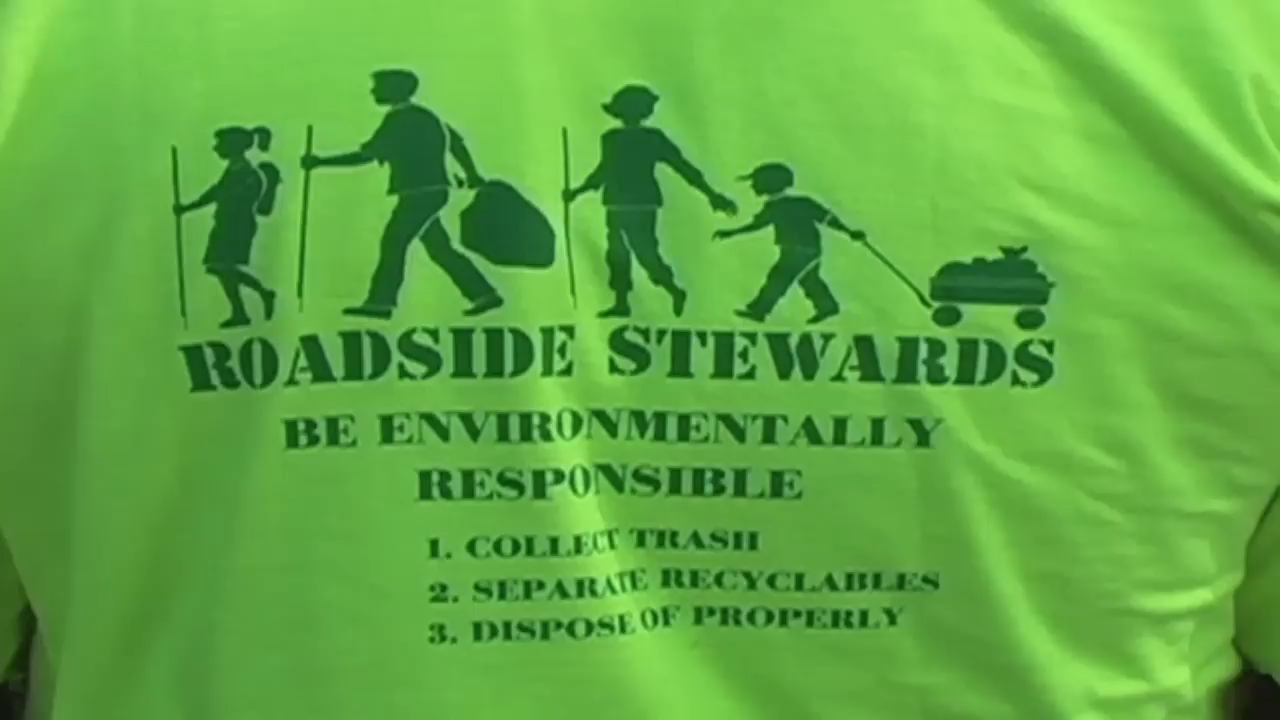 ROADSIDE STEWARDS
BE ENVIRONMENTALLY
RESPONSIBLE
1. COLLECT TRASH
2. SEPARATE RECYCLABLES
3. DISPOSE OF PROPERLY